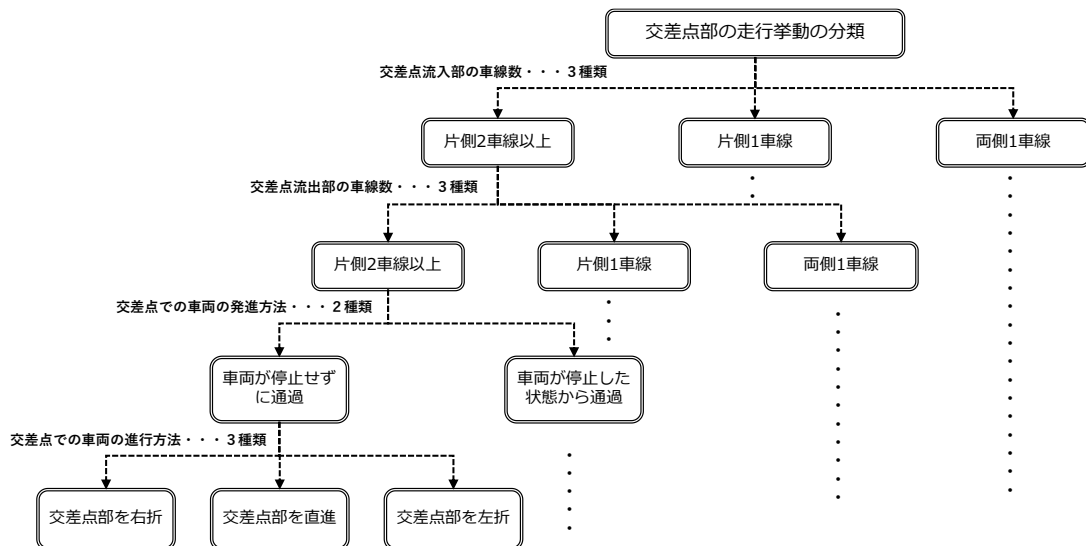 交差点部の走行挙動の分類
交差点流入部の車線数・・・3種類
片側2車線以上
片側1車線
両側1車線
交差点流出部の車線数・・・3種類
片側2車線以上
片側1車線
両側1車線
交差点での車両の発進方法・・・2種類
車両が停止せず
に通過
車両が停止した
状態から通過
交差点での車両の進行方法・・・3種類
交差点部を右折
交差点部を直進
交差点部を左折